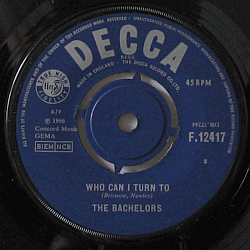 DECCA
MADE IN ENGLAND • THE DECCA RECORD CO. LTD.
45 RPM
K/T
℗ 1966
Concord Music
GEMA
BIEM NCB
F.12417
WHO CAN I TURN TO
(Bricusse, Newley)
THE BACHELORS